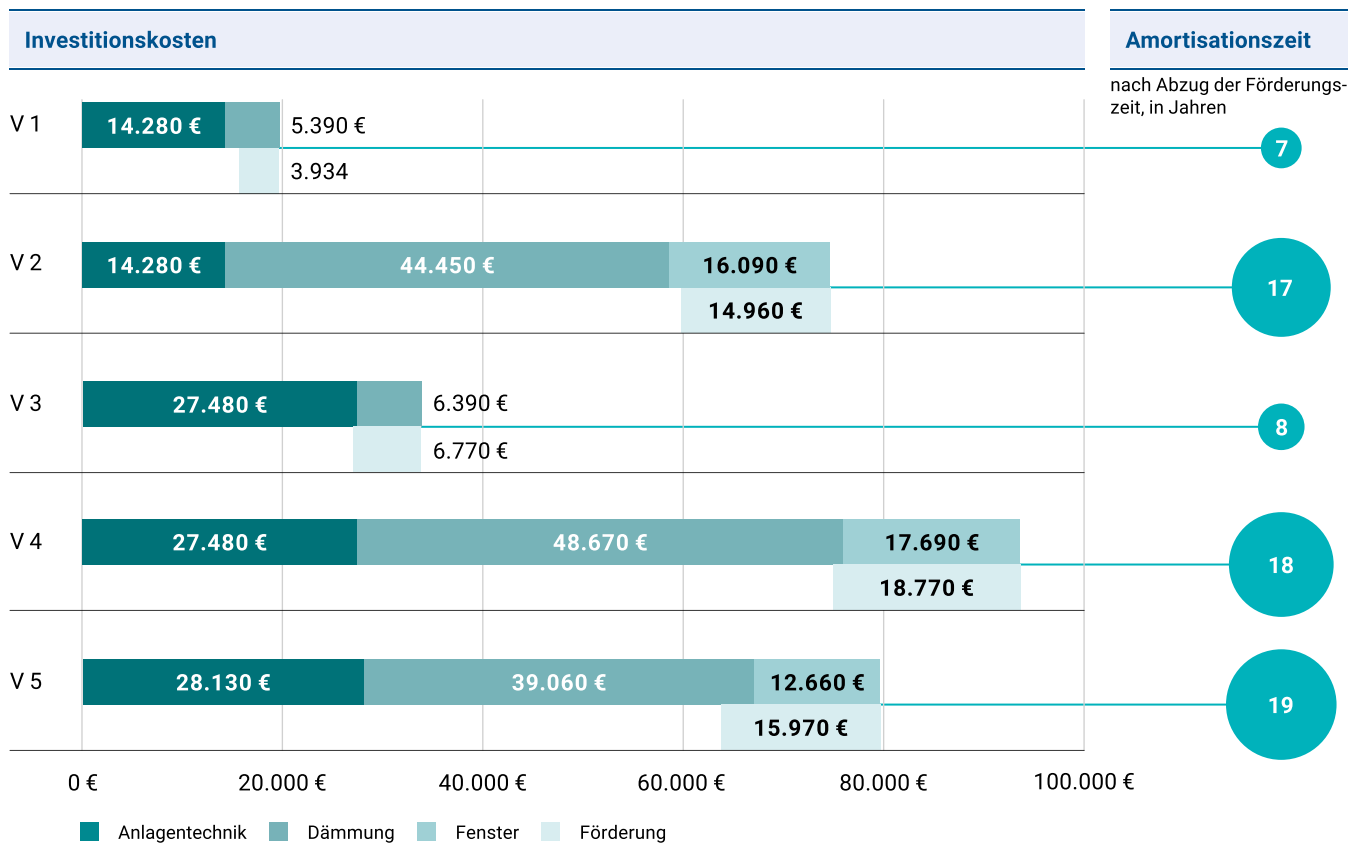 Investitionskosten
Amortisationszeit
nach Abzug der Förderungs-
zeit, in Jahren
V 1
14.280 €
5.390 €
3.934
7
V 2
14.280 €
44.450 €
16.090 €
14.960 €
17
V 3
27.480 €
6.390 €
6.770 €
8
V 4
27.480 €
48.670 €
17.690 €
18.770 €
18
V 5
28.130 €
39.060 €
12.660 €
15.970 €
19
0 €
20.000 €
40.000 €
60.000 €
80.000 €
100.000 €
Anlagentechnik
Dämmung
Fenster
Förderung